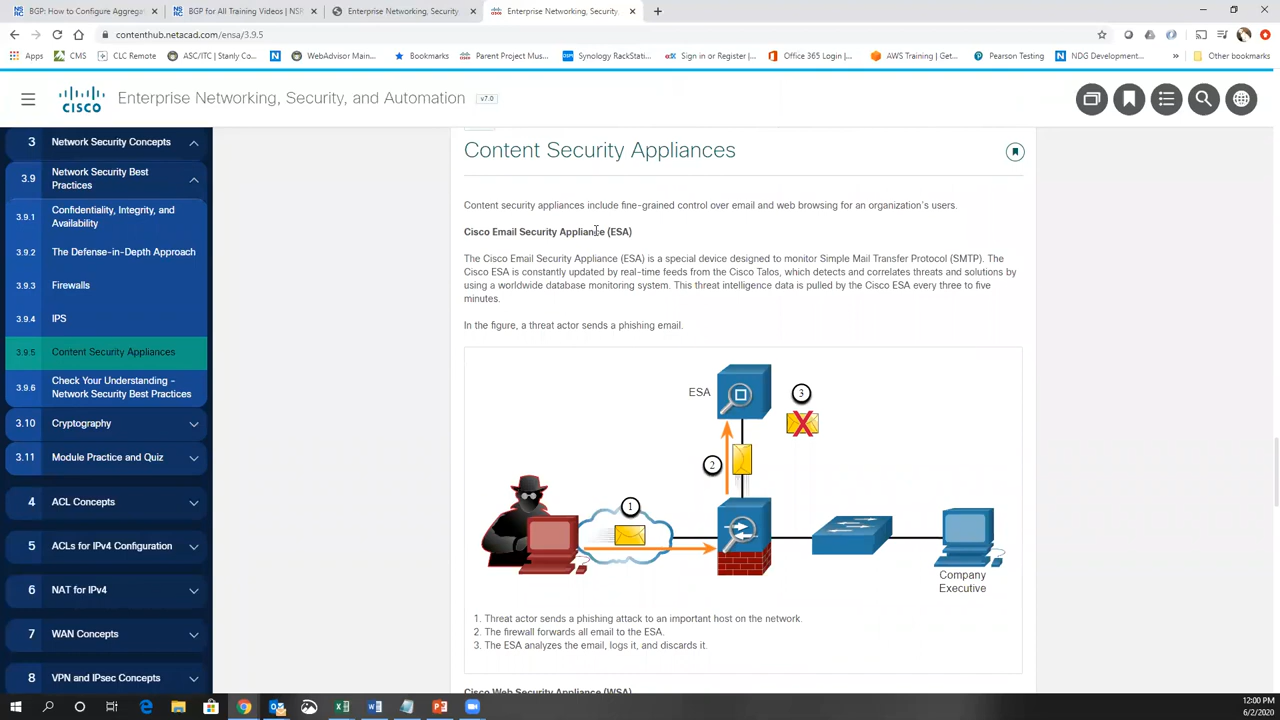 BGP: How to Configure Aggrega
BGP for All Training Videos | NSR
Enterprise Networking, Security,
Enterprise Networking, Security,
contenthub.netacad.com/ensa/3.9.5
Apps
CMS
CLC Remote
ASC/ITC | Stanly Co...
WebAdvisor Main...
Bookmarks
Parent Project Mus...
Synology RackStati...
Sign in or Register |...
Office 365 Login |...
AWS Training | Get...
Pearson Testing
NDG Development...
»
Other bookmarks
CISCO
Enterprise Networking, Security, and Automation
v7.0
3 Network Security Concepts
3.9 Network Security Best
Practices
3.9.1 Confidentiality, Integrity, and
Availability
3.9.2 The Defense-in-Depth Approach
3.9.3 Firewalls
3.9.4 IPS
3.9.5 Content Security Appliances
3.9.6 Check Your Understanding -
Network Security Best Practices
3.10 Cryptography
3.11 Module Practice and Quiz
4 ACL Concepts
5 ACLs for IPv4 Configuration
6 NAT for IPv4
7 WAN Concepts
8 VPN and IPsec Concepts
Content Security Appliances
Content security appliances include fine-grained control over email and web browsing for an organization's users.
Cisco Email Security Appliance (ESA)
The Cisco Email Security Appliance (ESA) is a special device designed to monitor Simple Mail Transfer Protocol (SMTP). The
Cisco ESA is constantly updated by real-time feeds from the Cisco Talos, which detects and correlates threats and solutions by
using a worldwide database monitoring system. This threat intelligence data is pulled by the Cisco ESA every three to five
minutes.
In the figure, a threat actor sends a phishing email.
ESA
3
2
1
Company
Executive
1. Threat actor sends a phishing attack to an important host on the network.
2. The firewall forwards all email to the ESA.
3. The ESA analyzes the email, logs it, and discards it.
Cisco Web Security Appliance (WSA)
12:00 PM
6/2/2020